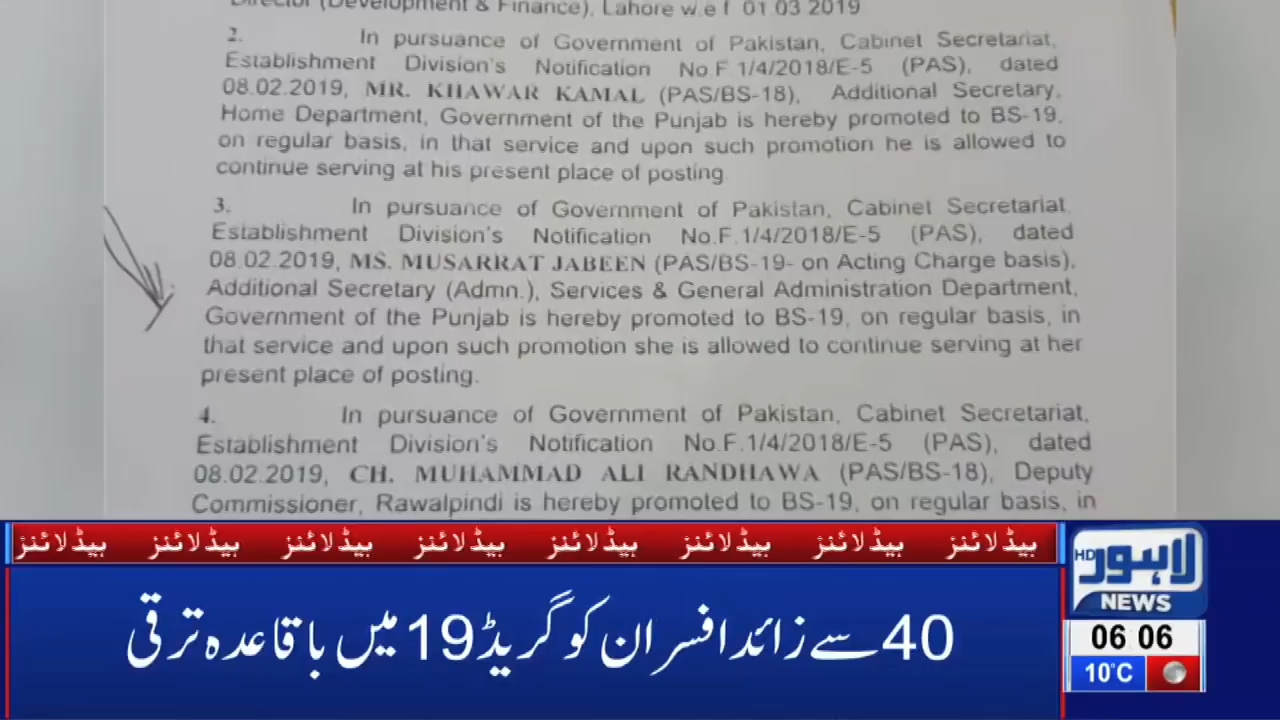 Director (Development & Finance), Lahore w.e f 01 03 2019
2. In pursuance of Government of Pakistan, Cabinet Secretariat,
Establishment Division's Notification No.F.1/4/2018/E-5 (PAS), dated
08.02.2019, MR. KHAWAR KAMAL (PAS/BS-18), Additional Secretary,
Home Department, Government of the Punjab is hereby promoted to BS-19,
on regular basis, in that service and upon such promotion he is allowed to
continue serving at his present place of posting
3. In pursuance of Government of Pakistan, Cabinet Secretariat,
Establishment Division's Notification No.F.1/4/2018/E-5 (PAS), dated
08.02.2019, MS. MUSARRAT JABEEN (PAS/BS-19- on Acting Charge basis),
Additional Secretary (Admn.), Services & General Administration Department,
Government of the Punjab is hereby promoted to BS-19, on regular basis, in
that service and upon such promotion she is allowed to continue serving at her
present place of posting.
4. In pursuance of Government of Pakistan, Cabinet Secretariat,
Establishment Division's Notification No.F.1/4/2018/E-5 (PAS), dated
08.02.2019, CH. MUHAMMAD ALI RANDHAWA (PAS/BS-18), Deputy
Commissioner, Rawalpindi is hereby promoted to BS-19, on regular basis, in
ہیڈلائنز ہیڈلائنز ہیڈلائنز ہیڈلائنز ہیڈلائنز ہیڈلائنز ہیڈلائنز ہیڈلائنز
40 سے زائد افسران کو گریڈ 19 میں باقاعدہ ترقی
HD لاہور
NEWS
06 06
10°C